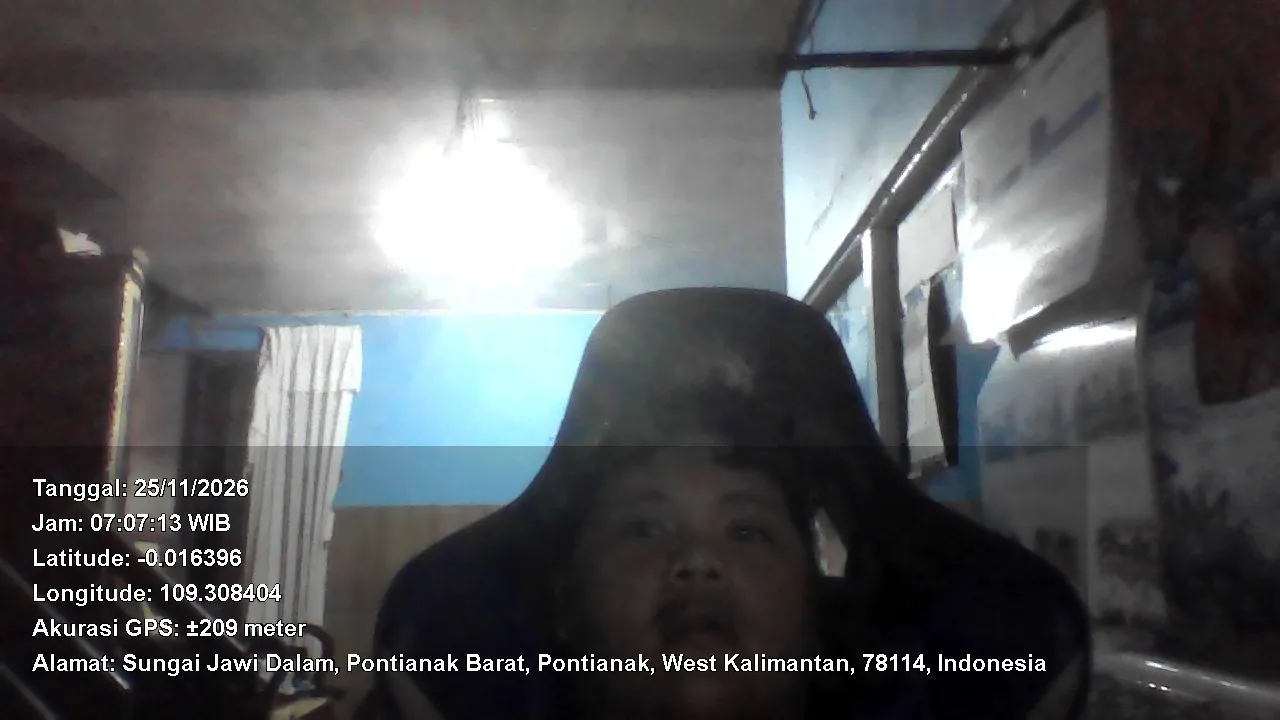 Tanggal: 25/11/2026
Jam: 07:07:13 WIB
Latitude: -0.016396
Longitude: 109.308404
Akurasi GPS: ±209 meter
Alamat: Sungai Jawi Dalam, Pontianak Barat, Pontianak, West Kalimantan, 78114, Indonesia